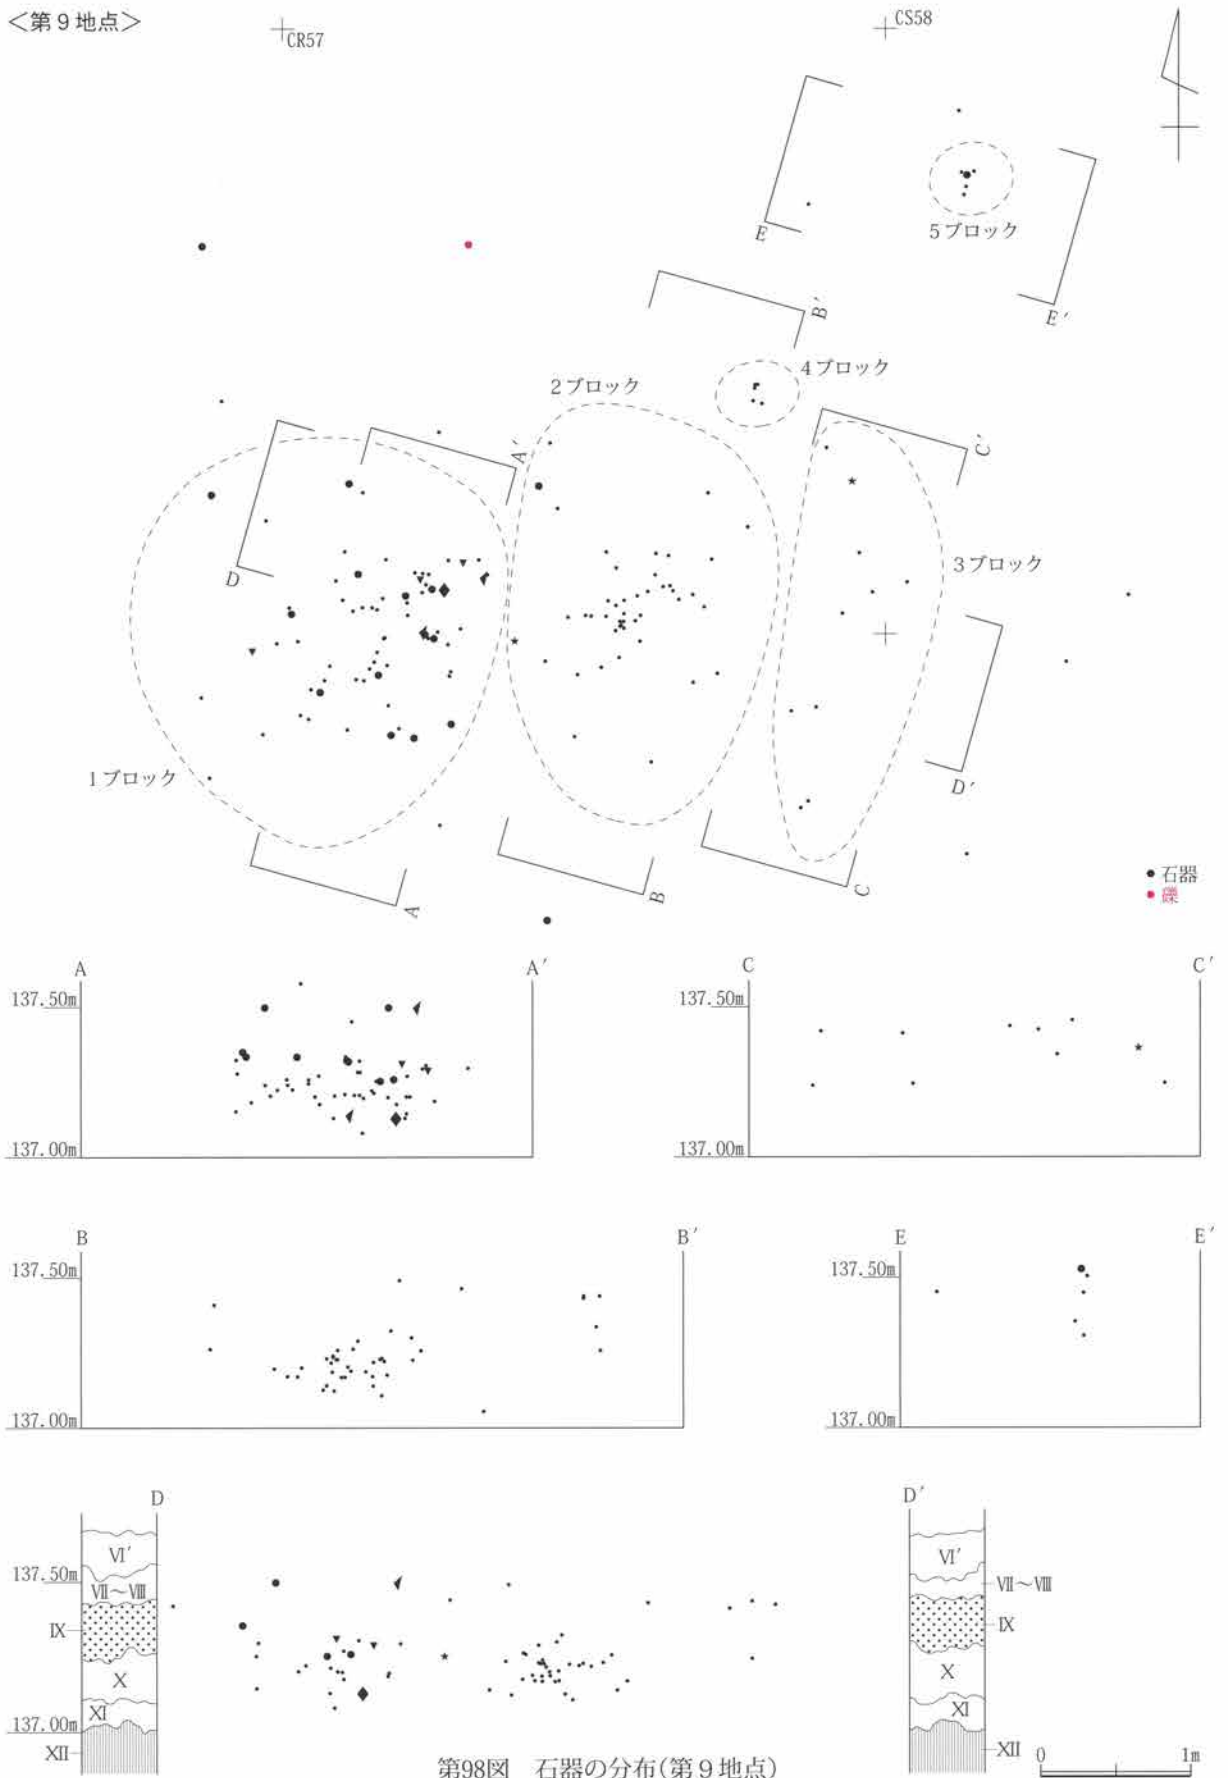 <第9地点>
CR57
CS58
E
5ブロック
E′
B′
4ブロック
2ブロック
A′
C′
D
3ブロック
1ブロック
D′
A
B
C
石器
礫
A
A′
137.50m
137.00m
C
C′
137.50m
137.00m
B
B′
137.50m
137.00m
E
E′
137.50m
137.00m
D
D′
Ⅵ′
137.50m
Ⅶ～Ⅷ
Ⅸ
Ⅹ
Ⅺ
137.00m
Ⅻ
Ⅵ′
Ⅶ～Ⅷ
Ⅸ
Ⅹ
Ⅺ
Ⅻ
0 1m
第98図 石器の分布(第9地点)